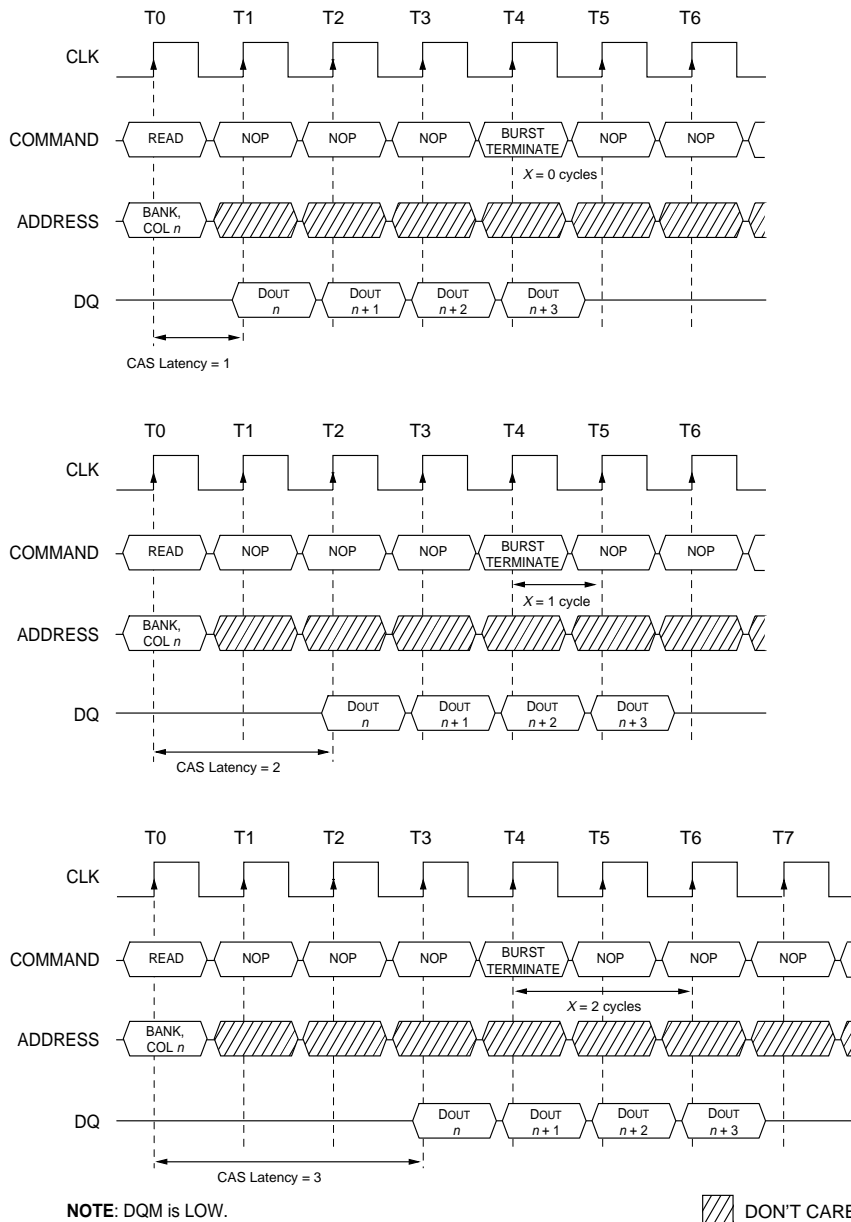 T0 T1 T2 T3 T4 T5 T6
CLK
COMMAND READ NOP NOP NOP BURST TERMINATE NOP NOP
X = 0 cycles
ADDRESS BANK, COL n
DQ DOUT n DOUT n + 1 DOUT n + 2 DOUT n + 3
CAS Latency = 1
T0 T1 T2 T3 T4 T5 T6
CLK
COMMAND READ NOP NOP NOP BURST TERMINATE NOP NOP
X = 1 cycle
ADDRESS BANK, COL n
DQ DOUT n DOUT n + 1 DOUT n + 2 DOUT n + 3
CAS Latency = 2
T0 T1 T2 T3 T4 T5 T6 T7
CLK
COMMAND READ NOP NOP NOP BURST TERMINATE NOP NOP NOP
X = 2 cycles
ADDRESS BANK, COL n
DQ DOUT n DOUT n + 1 DOUT n + 2 DOUT n + 3
CAS Latency = 3
NOTE: DQM is LOW. DON'T CARE